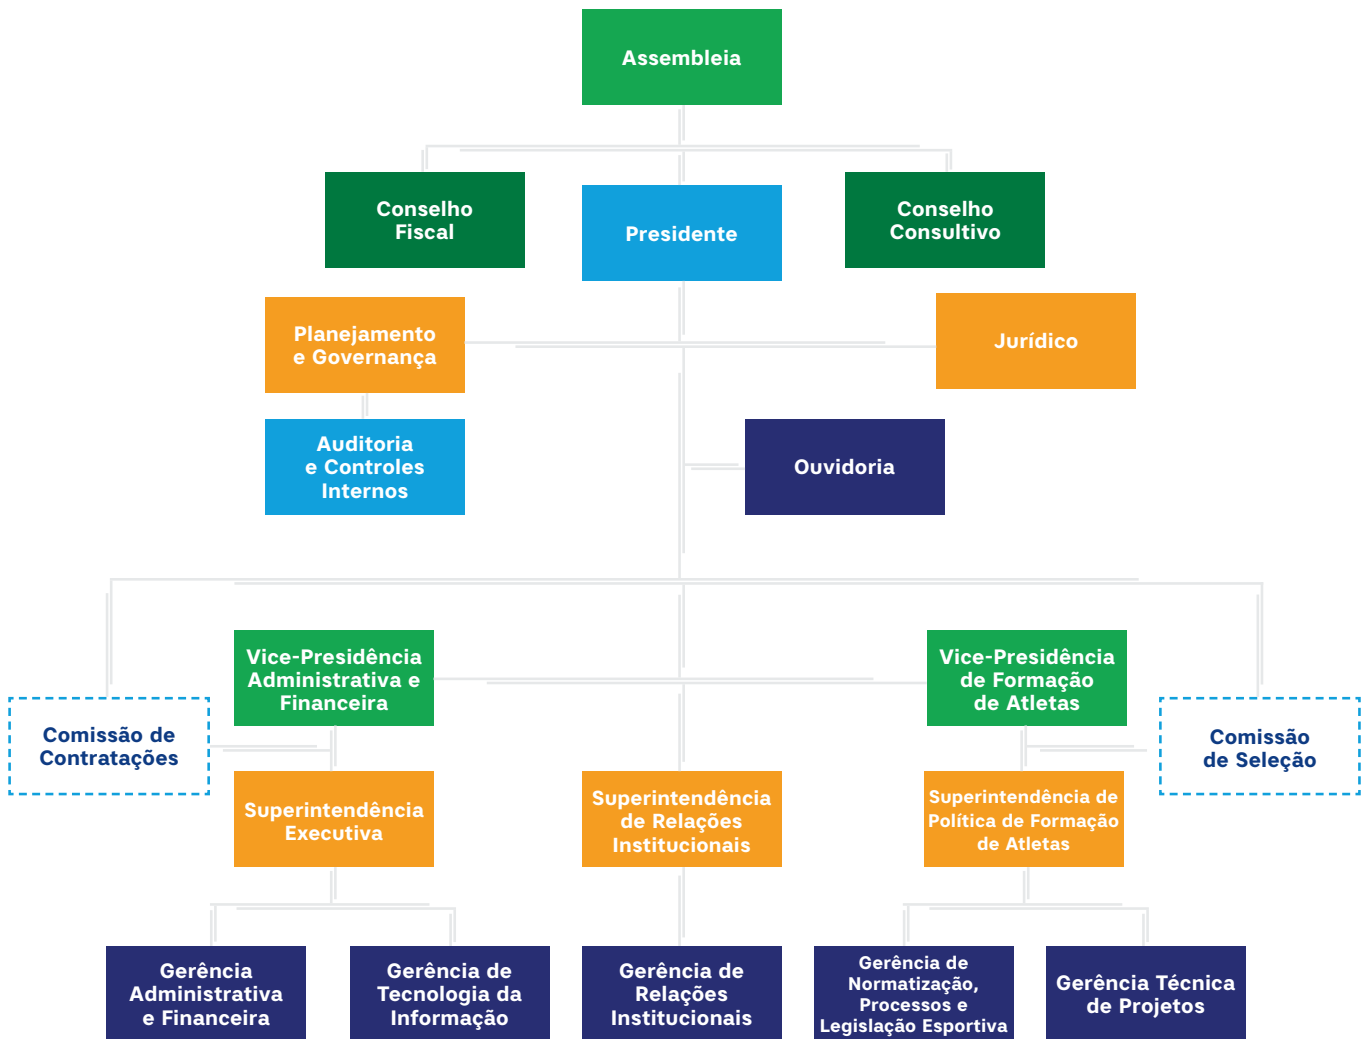 Assembleia
Conselho
Fiscal
Presidente
Conselho
Consultivo
Planejamento
e Governança
Jurídico
Auditoria
e Controles
Internos
Ouvidoria
Vice-Presidência
Administrativa e
Financeira
Vice-Presidência
de Formação
de Atletas
Comissão de
Contratações
Comissão
de Seleção
Superintendência
Executiva
Superintendência
de Relações
Institucionais
Superintendência de
Política de Formação
de Atletas
Gerência
Administrativa
e Financeira
Gerência de
Tecnologia da
Informação
Gerência de
Relações
Institucionais
Gerência de
Normatização,
Processos e
Legislação Esportiva
Gerência Técnica
de Projetos